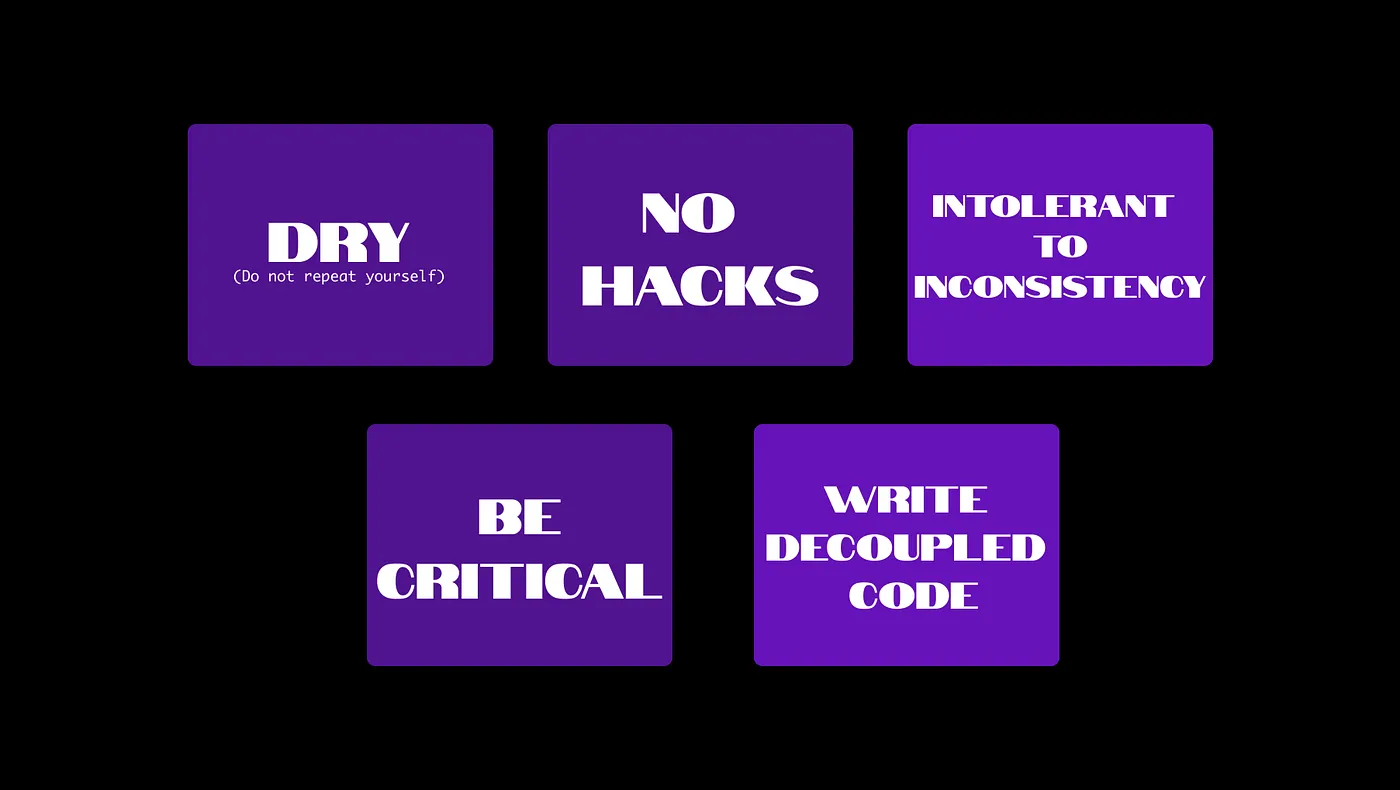 DRY
(Do not repeat yourself)
NO
HACKS
INTOLERANT
TO
INCONSISTENCY
BE
CRITICAL
WRITE
DECOUPLED
CODE